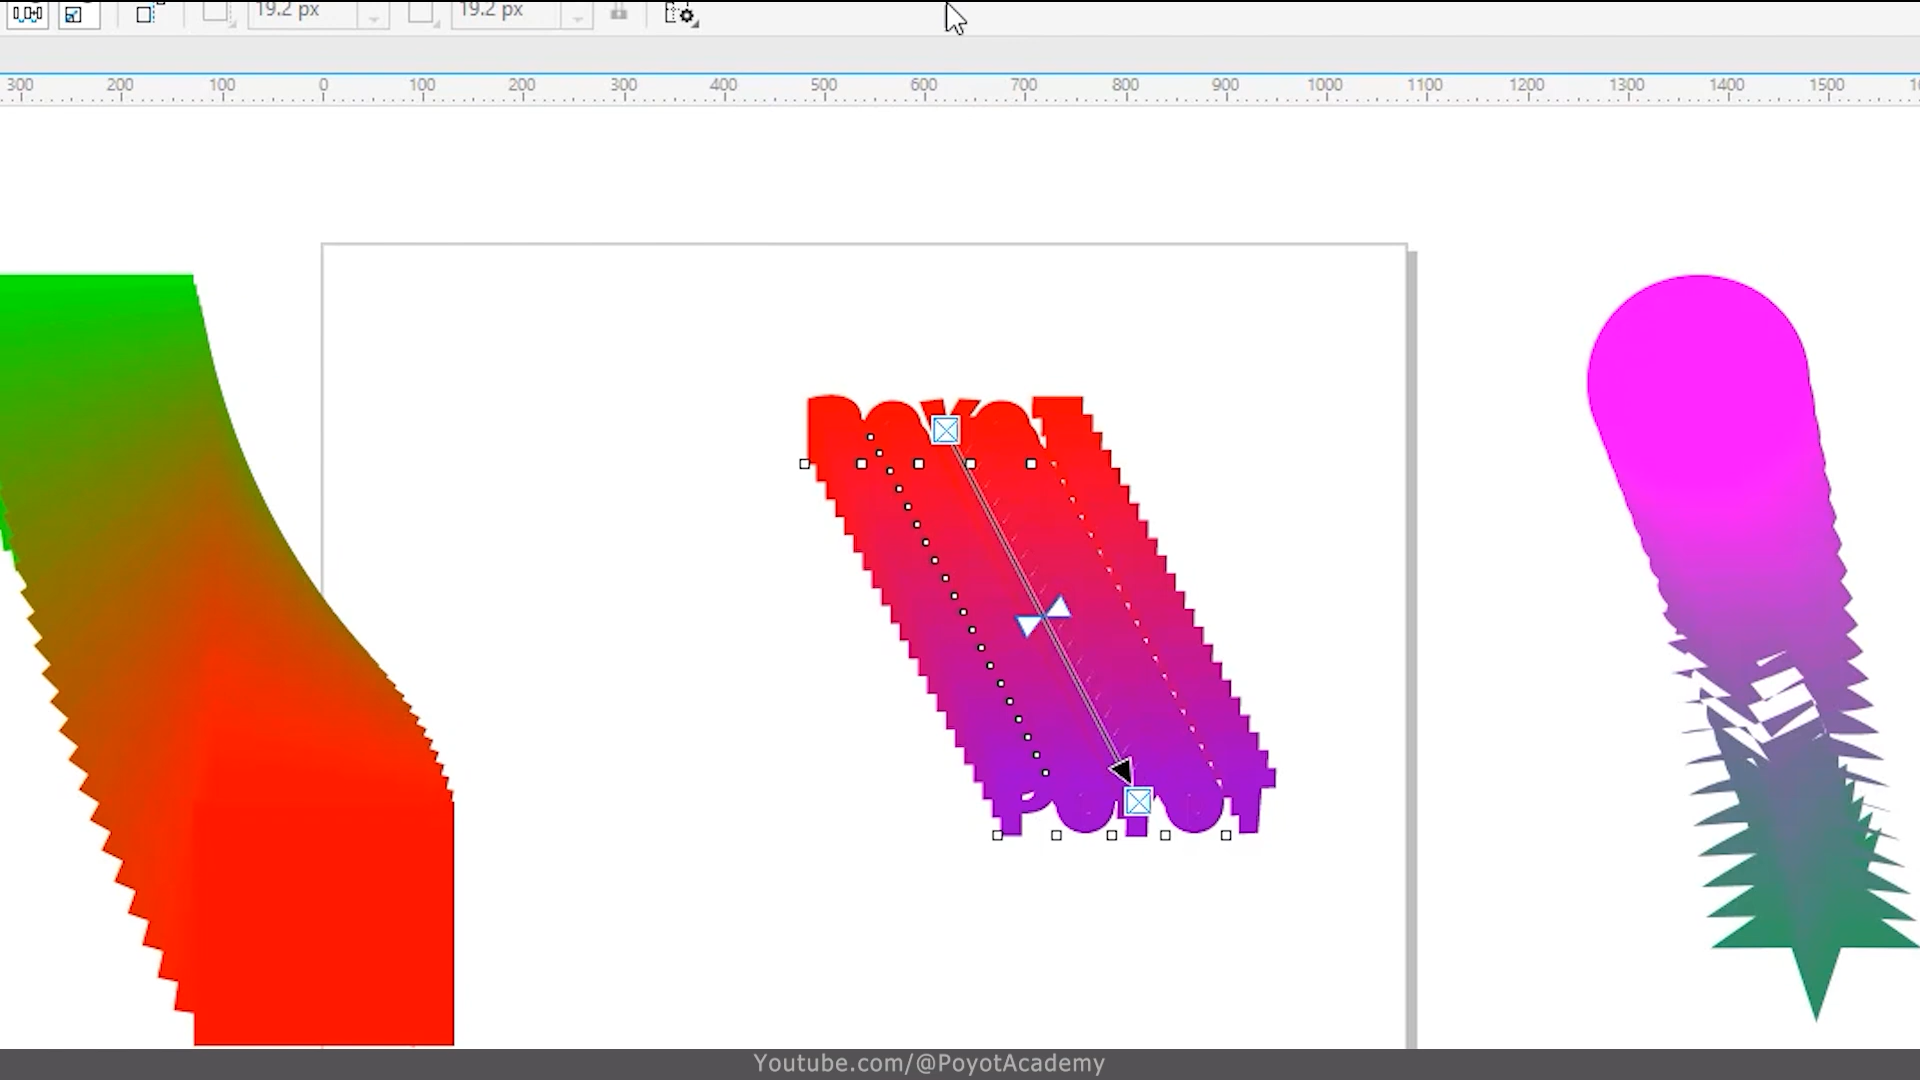 19.2 px 19.2 px
300 200 100 0 100 200 300 400 500 600 700 800 900 1000 1100 1200 1300 1400 1500
POYOT
Youtube.com/@PoyotAcademy